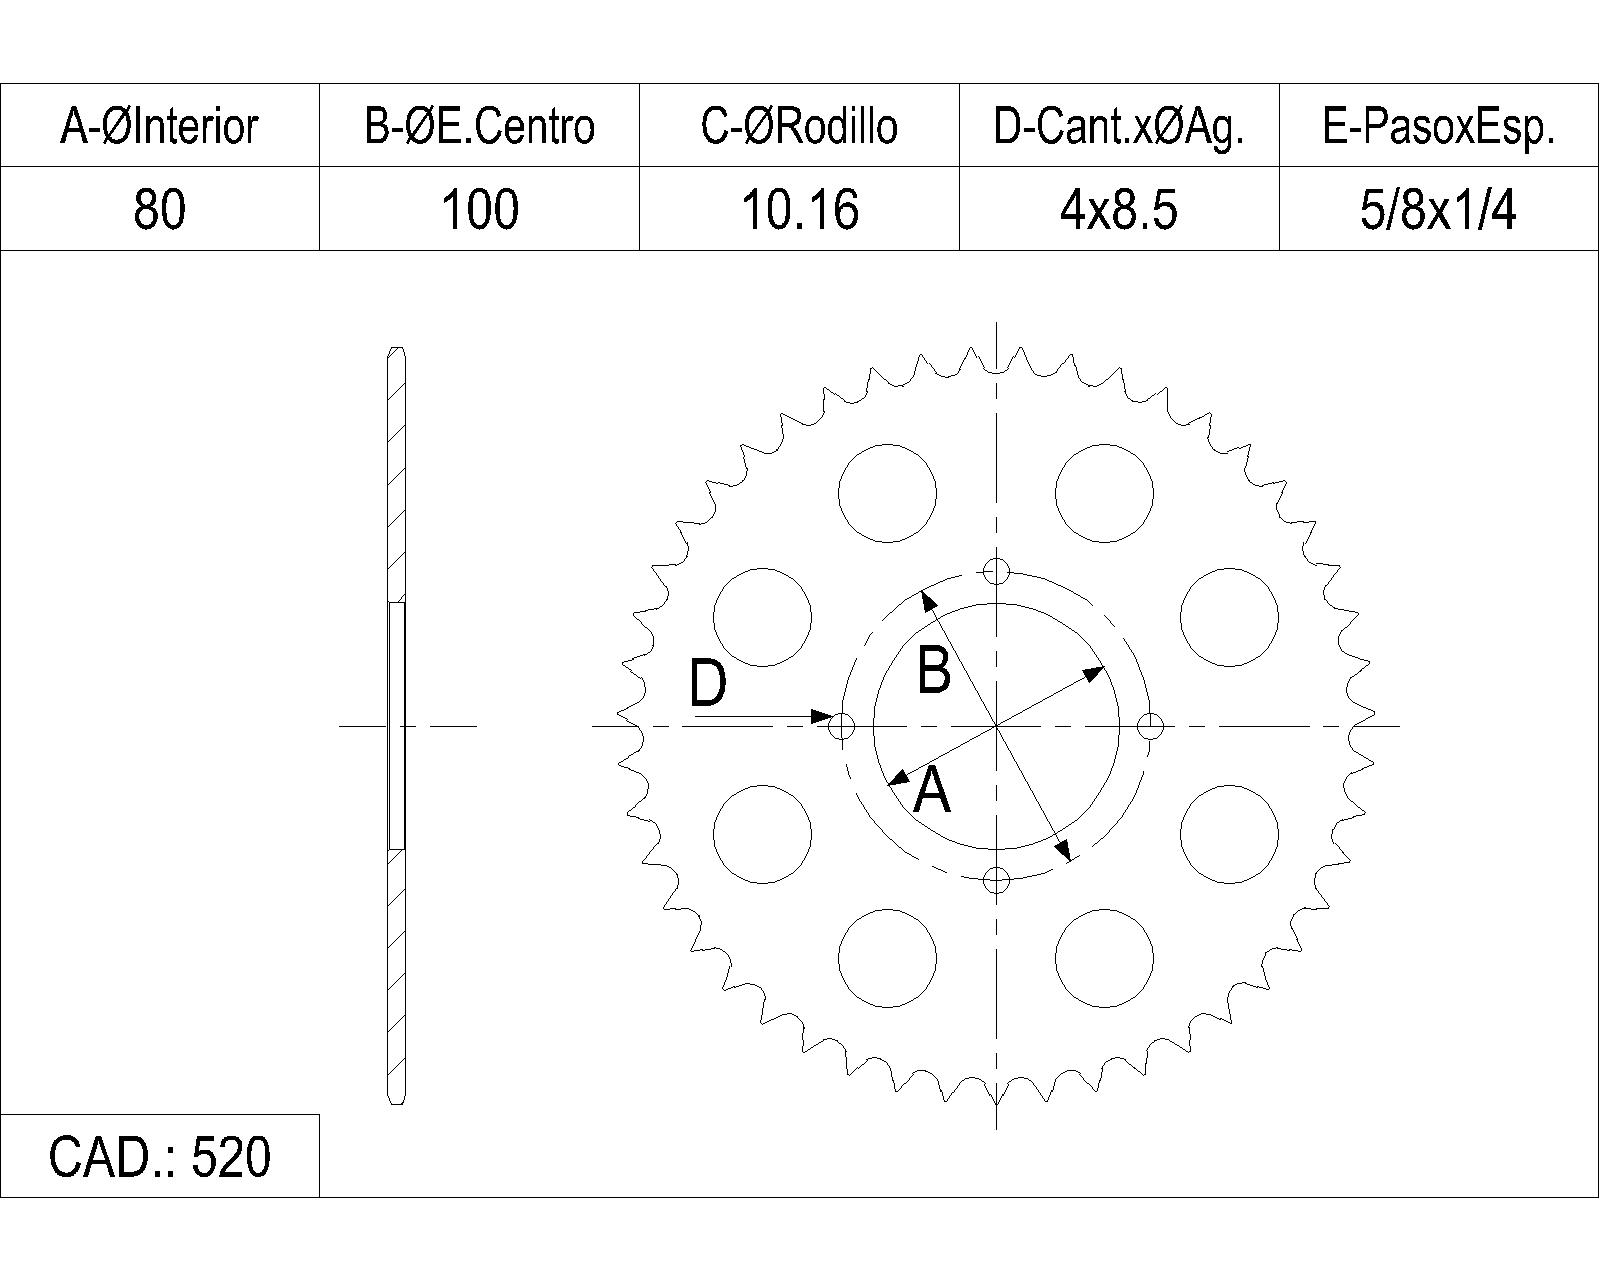 A-ØInterior B-ØE.Centro C-ØRodillo D-Cant.xØAg. E-PasoxEsp.
80 100 10.16 4x8.5 5/8x1/4
B
D
A
CAD.: 520